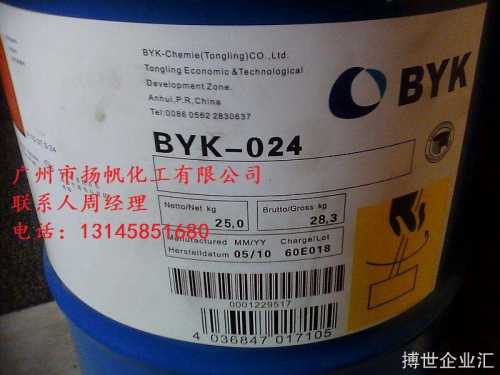 BYK-Chemie(Tongling)CO.,Ltd.
Tongling Economic &Technological
Development Zone.
Anhui,P.R,China
Tel:0086 0562 2830637
BYK
BYK-024
广州市扬帆化工有限公司
联系人周经理
电话：13145851680
Netto/Net kg
25,0
Brutto/Gross kg
28,3
Manufactured MM/YY Charge/Lot
Herstelldatum 05/10 60E018
0001229517
4 036847 017105
搏世企业汇